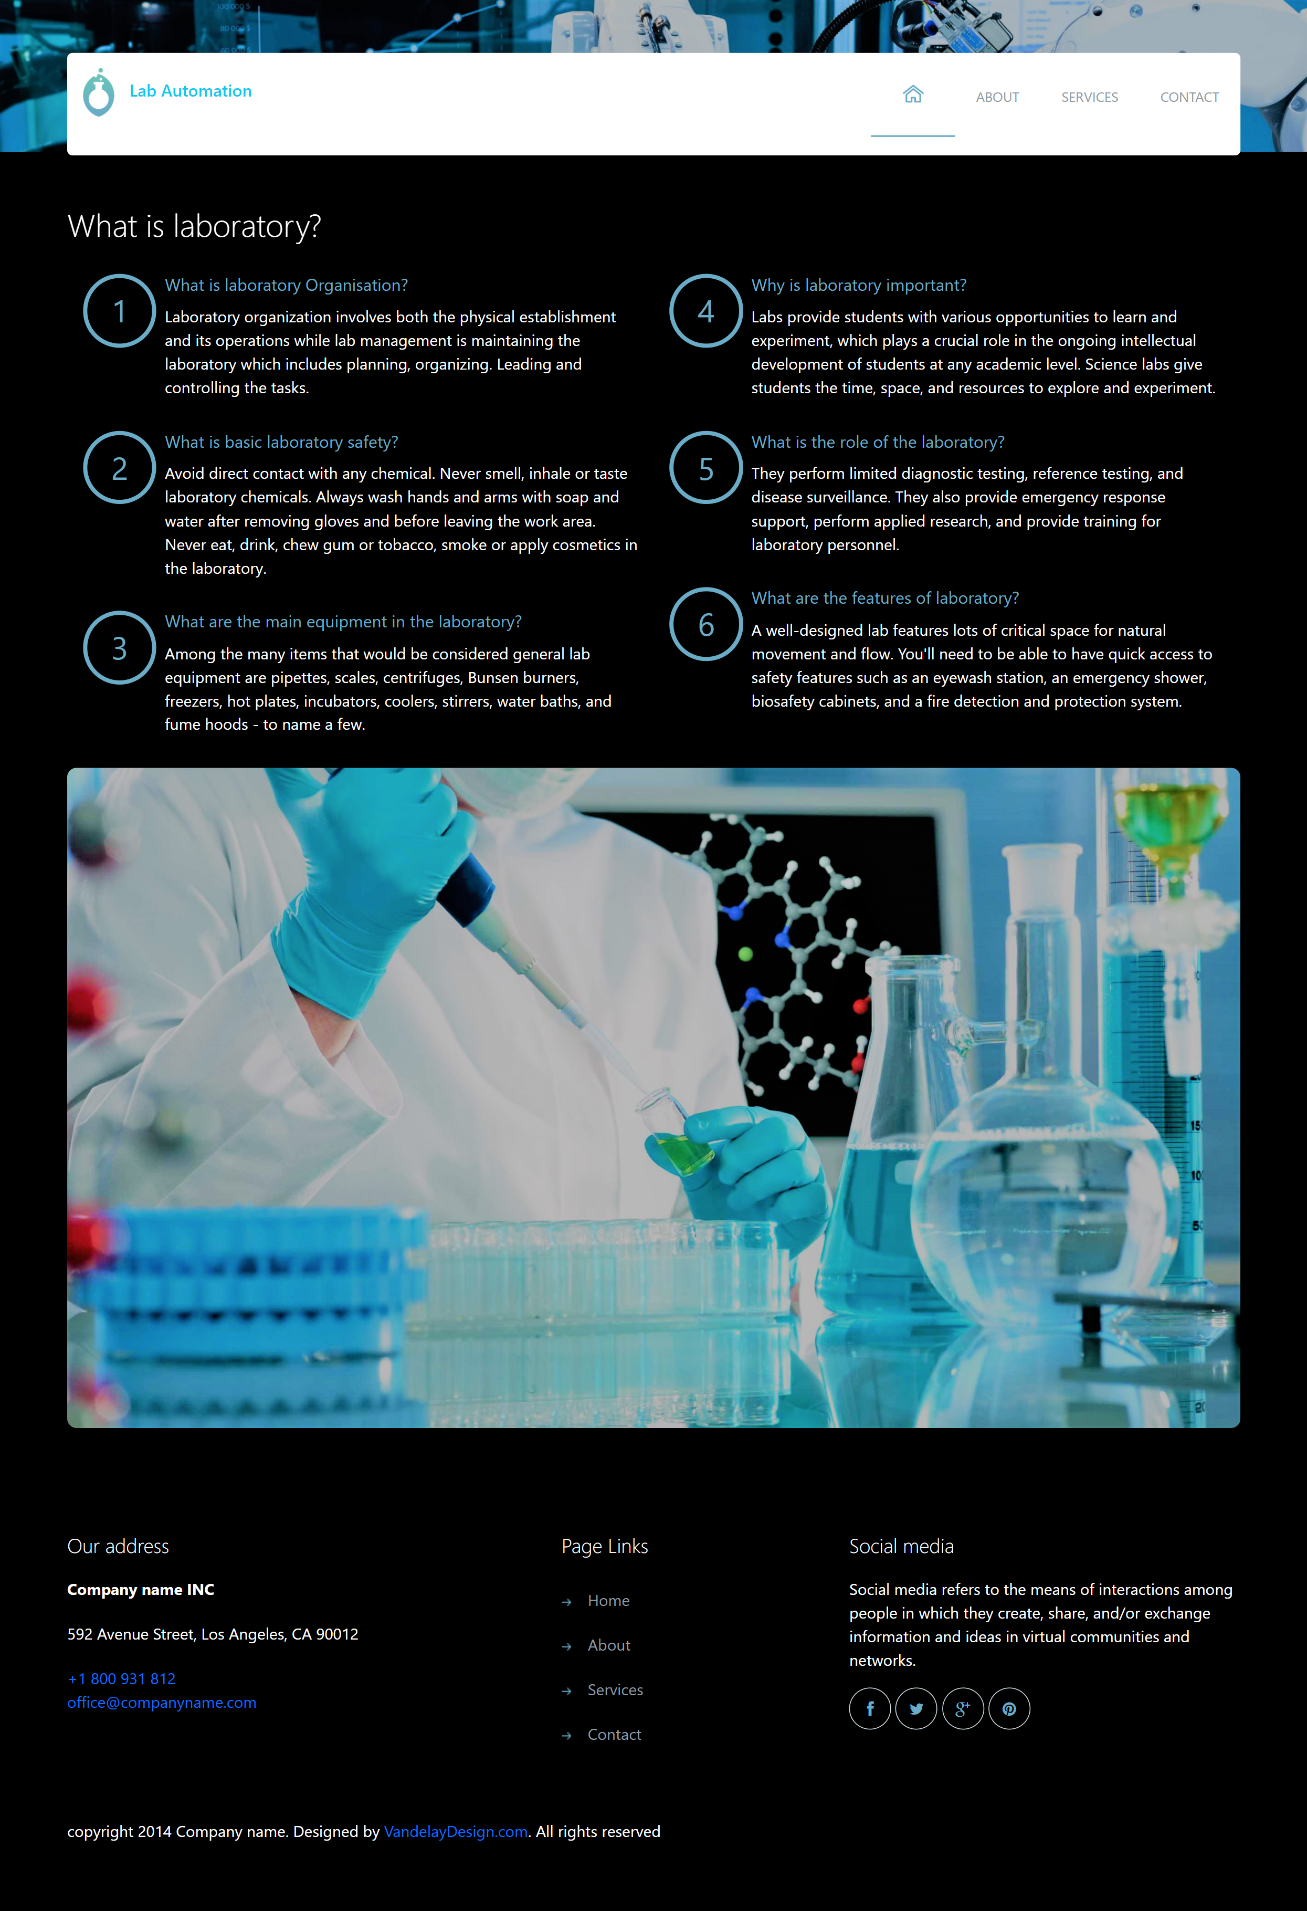 100 000 $
80 000 $
60 000 $
Lab Automation
ABOUT
SERVICES
CONTACT
What is laboratory?
1
What is laboratory Organisation?
Laboratory organization involves both the physical establishment
and its operations while lab management is maintaining the
laboratory which includes planning, organizing. Leading and
controlling the tasks.
2
What is basic laboratory safety?
Avoid direct contact with any chemical. Never smell, inhale or taste
laboratory chemicals. Always wash hands and arms with soap and
water after removing gloves and before leaving the work area.
Never eat, drink, chew gum or tobacco, smoke or apply cosmetics in
the laboratory.
3
What are the main equipment in the laboratory?
Among the many items that would be considered general lab
equipment are pipettes, scales, centrifuges, Bunsen burners,
freezers, hot plates, incubators, coolers, stirrers, water baths, and
fume hoods - to name a few.
4
Why is laboratory important?
Labs provide students with various opportunities to learn and
experiment, which plays a crucial role in the ongoing intellectual
development of students at any academic level. Science labs give
students the time, space, and resources to explore and experiment.
5
What is the role of the laboratory?
They perform limited diagnostic testing, reference testing, and
disease surveillance. They also provide emergency response
support, perform applied research, and provide training for
laboratory personnel.
6
What are the features of laboratory?
A well-designed lab features lots of critical space for natural
movement and flow. You'll need to be able to have quick access to
safety features such as an eyewash station, an emergency shower,
biosafety cabinets, and a fire detection and protection system.
Our address
Company name INC
592 Avenue Street, Los Angeles, CA 90012
+1 800 931 812
office@companyname.com
Page Links
Home
About
Services
Contact
Social media
Social media refers to the means of interactions among
people in which they create, share, and/or exchange
information and ideas in virtual communities and
networks.
copyright 2014 Company name. Designed by VandelayDesign.com. All rights reserved